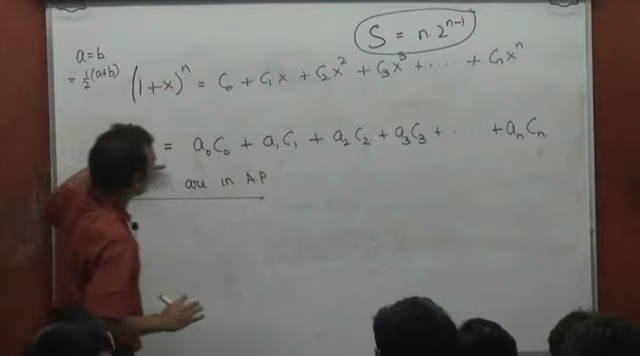 S = n. 2^{n-1}
a = b
= ½(a+b)
(1+x)^n = C₀ + C₁x + C₂x² + C₃x³ + ..... + Cₙxⁿ
= a₀C₀ + a₁C₁ + a₂C₂ + a₃C₃ + ..... + aₙCₙ
are in AP